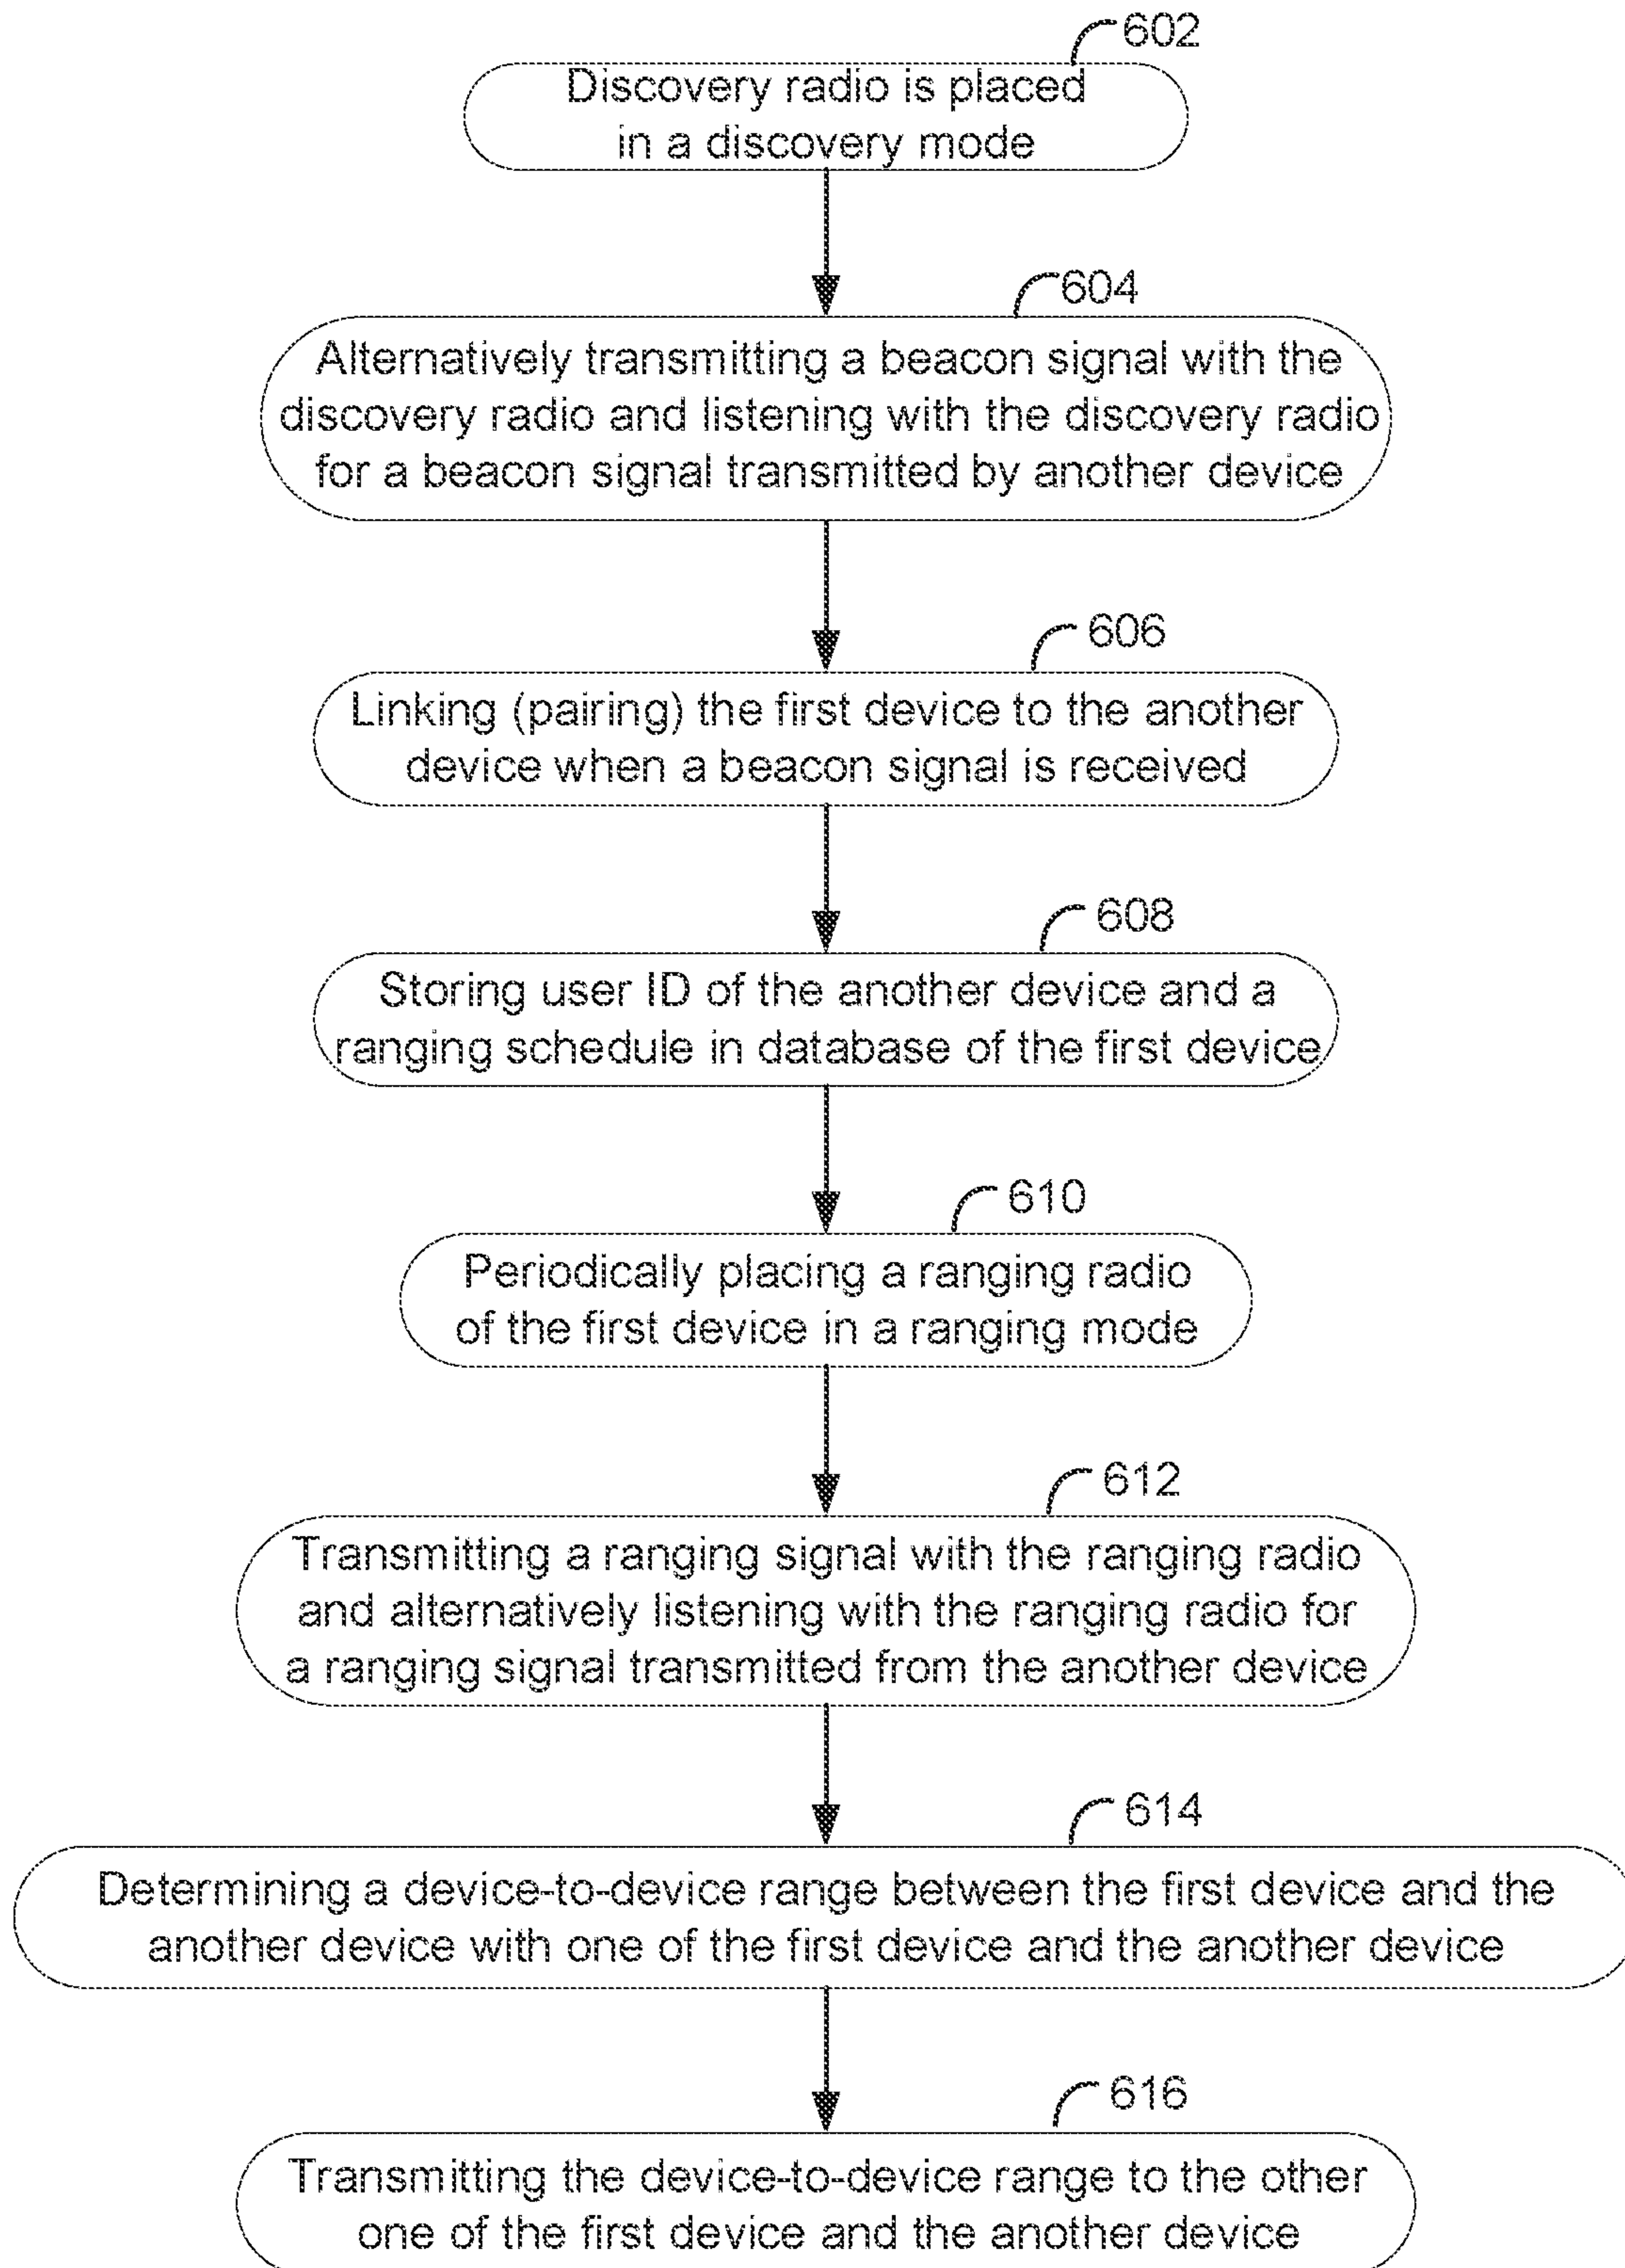 602
Discovery radio is placed
in a discovery mode
604
Alternatively transmitting a beacon signal with the
discovery radio and listening with the discovery radio
for a beacon signal transmitted by another device
606
Linking (pairing) the first device to the another
device when a beacon signal is received
608
Storing user ID of the another device and a
ranging schedule in database of the first device
610
Periodically placing a ranging radio
of the first device in a ranging mode
612
Transmitting a ranging signal with the ranging radio
and alternatively listening with the ranging radio for
a ranging signal transmitted from the another device
614
Determining a device-to-device range between the first device and the
another device with one of the first device and the another device
616
Transmitting the device-to-device range to the other
one of the first device and the another device